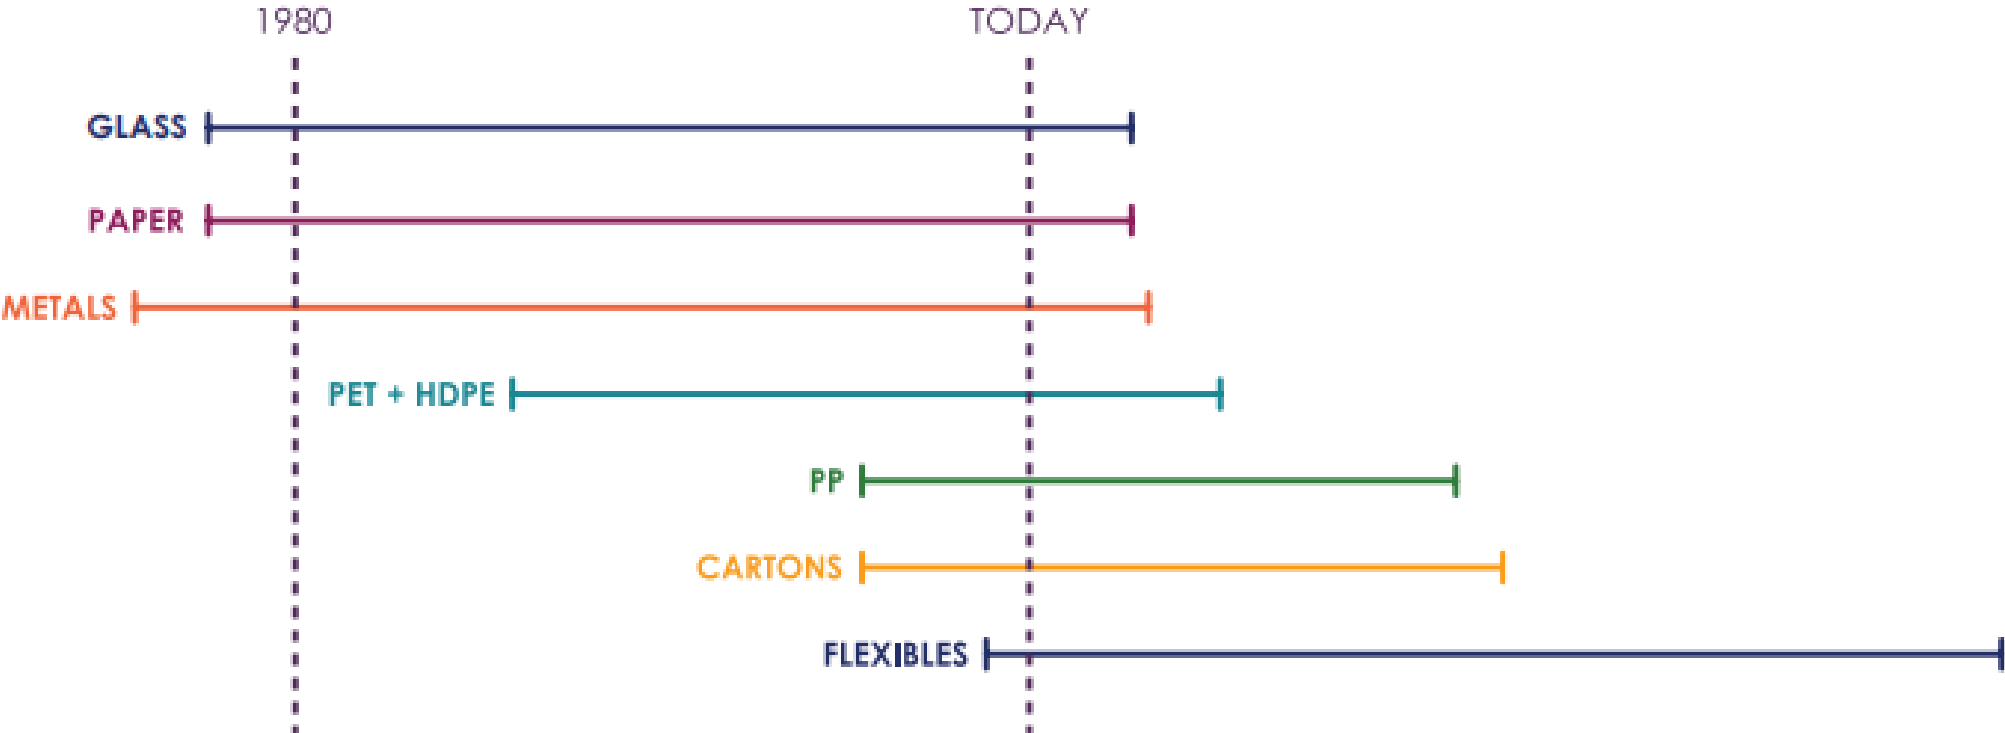 1980 TODAY
GLASS
PAPER
METALS
PET + HDPE
PP
CARTONS
FLEXIBLES